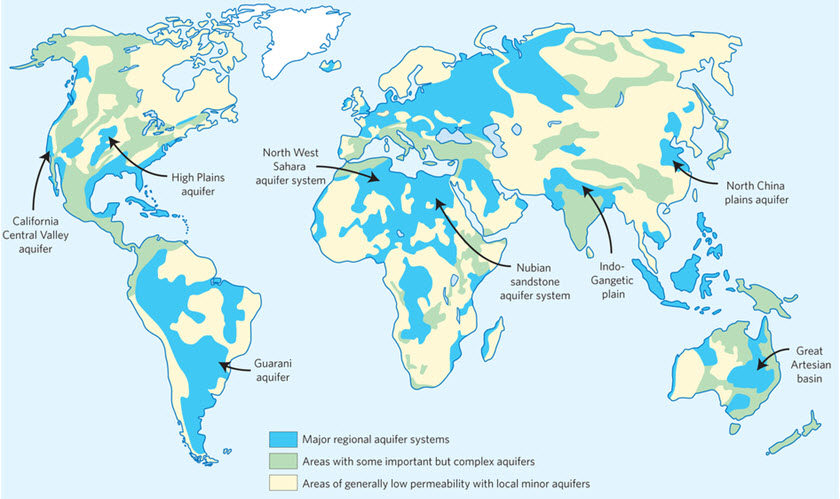 North West
Sahara
aquifer system
High Plains
aquifer
North China
plains aquifer
California
Central Valley
aquifer
Nubian
sandstone
aquifer system
Indo-
Gangetic
plain
Guarani
aquifer
Great
Artesian
basin
Major regional aquifer systems
Areas with some important but complex aquifers
Areas of generally low permeability with local minor aquifers